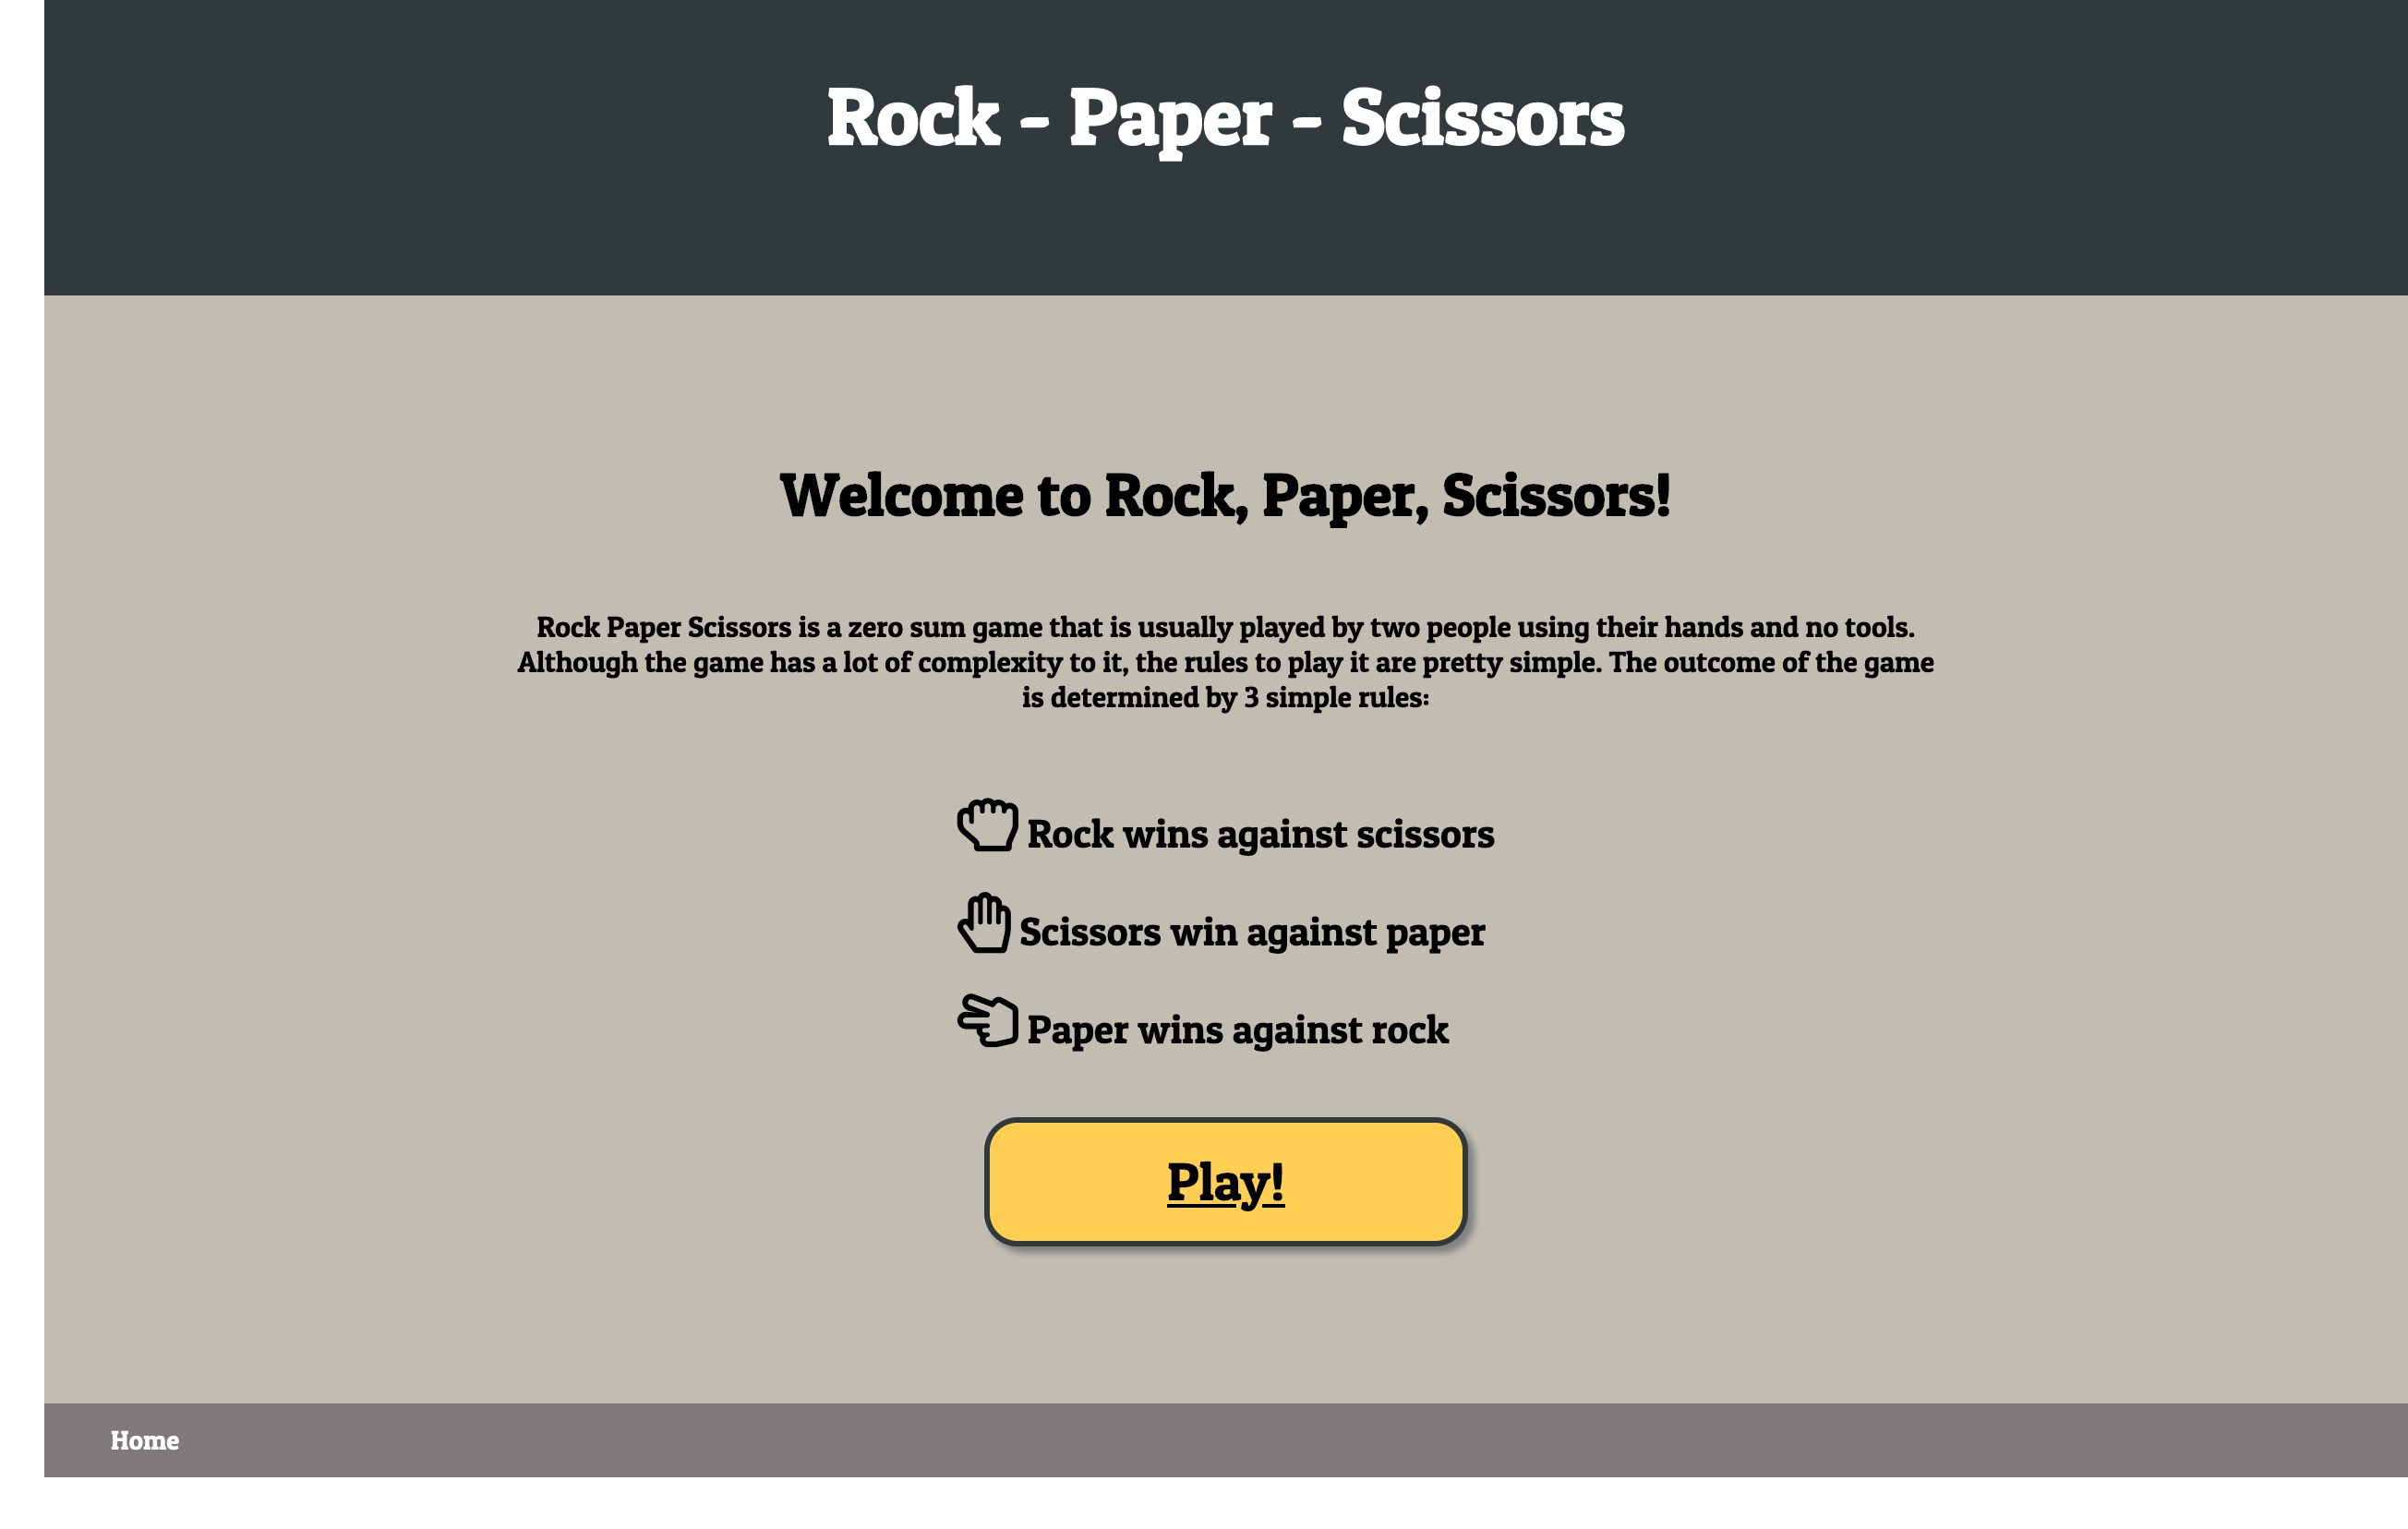 Rock - Paper - Scissors
Welcome to Rock, Paper, Scissors!
Rock Paper Scissors is a zero sum game that is usually played by two people using their hands and no tools.
Although the game has a lot of complexity to it, the rules to play it are pretty simple. The outcome of the game
is determined by 3 simple rules:
Rock wins against scissors
Scissors win against paper
Paper wins against rock
Play!
Home